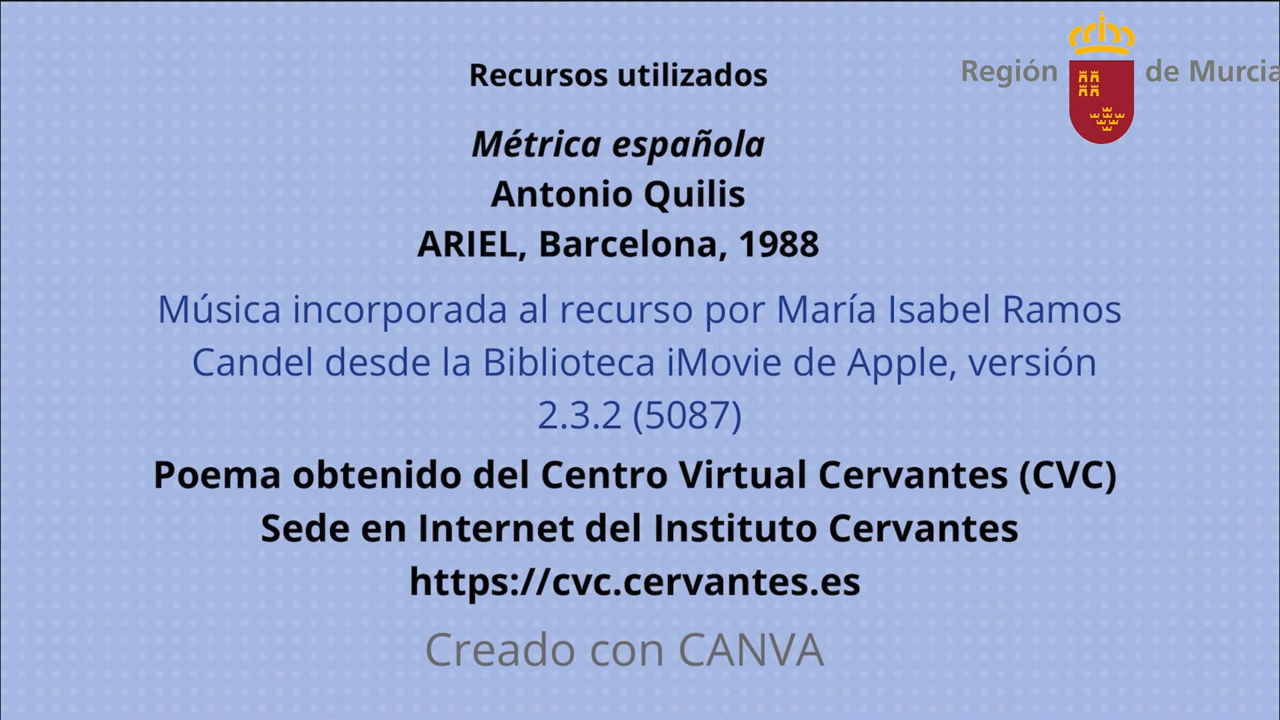 Recursos utilizados
Región de Murcia
Métrica española
Antonio Quilis
ARIEL, Barcelona, 1988
Música incorporada al recurso por María Isabel Ramos
Candel desde la Biblioteca iMovie de Apple, versión
2.3.2 (5087)
Poema obtenido del Centro Virtual Cervantes (CVC)
Sede en Internet del Instituto Cervantes
https://cvc.cervantes.es
Creado con CANVA